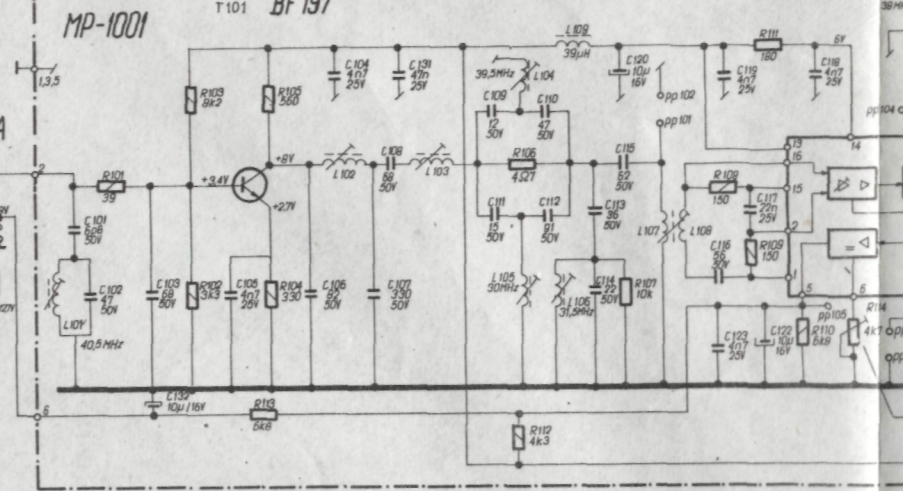 T101 BF197
MP-1001
39M
1,3,5
R103
8k2
R105
560
C104
4n7
25V
C131
47n
25V
39,5MHz
L104
L109
39µH
C120
10µ
16V
R111
180
6V
C119
4n7
25V
C118
4n7
25V
pp102
pp101
pp104
C109
12
50V
C110
47
50V
13
14
16
15
2
1
5
6
2
R101
39
+3,4V
+8V
+2,7V
L102
C108
68
50V
L103
R106
4Ω27
C115
62
50V
R108
150
C117
22n
25V
C101
6p8
50V
C111
15
50V
C112
91
50V
C113
36
50V
L107
L108
R109
150
C116
56
50V
L101
40,5MHz
C102
47
50V
C103
68
50V
R102
3k3
C105
4n7
25V
R104
330
C106
82
50V
C107
330
50V
L105
30MHz
L106
31,5MHz
C114
22
50V
R107
10k
pp105
C123
4n7
25V
C122
10µ
16V
R110
6k8
R114
4k7
C132
10µ/16V
6
R113
6k8
R112
4k3